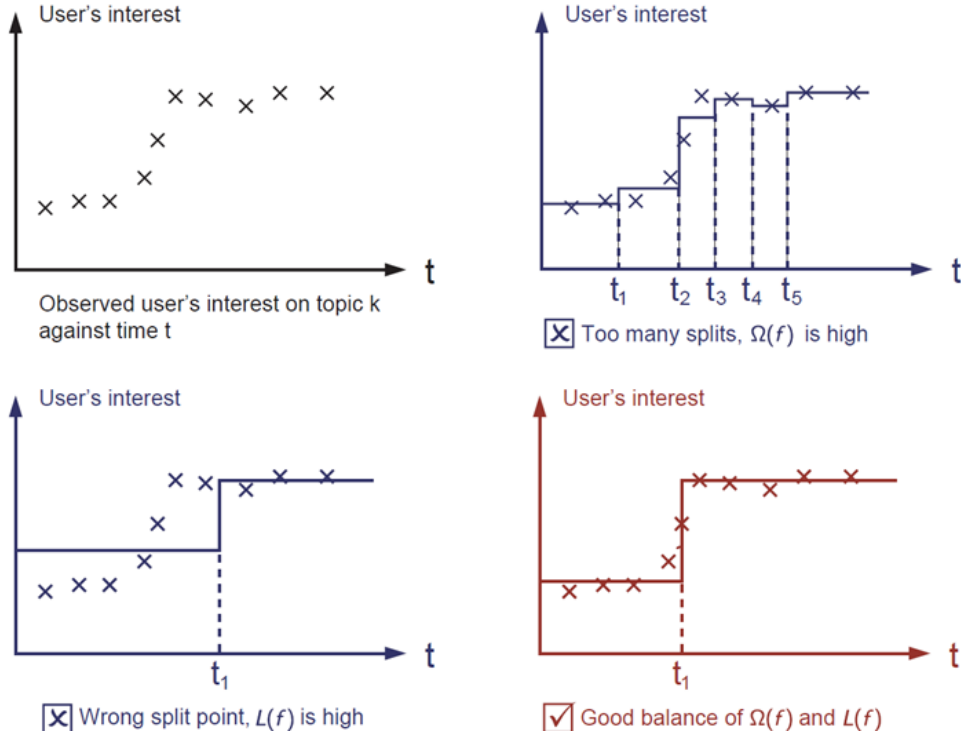 User's interest
t
Observed user's interest on topic k
against time t
User's interest
t
t₁ t₂ t₃ t₄ t₅
Too many splits, Ω(f) is high
User's interest
t
t₁
Wrong split point, L(f) is high
User's interest
t
t₁
Good balance of Ω(f) and L(f)